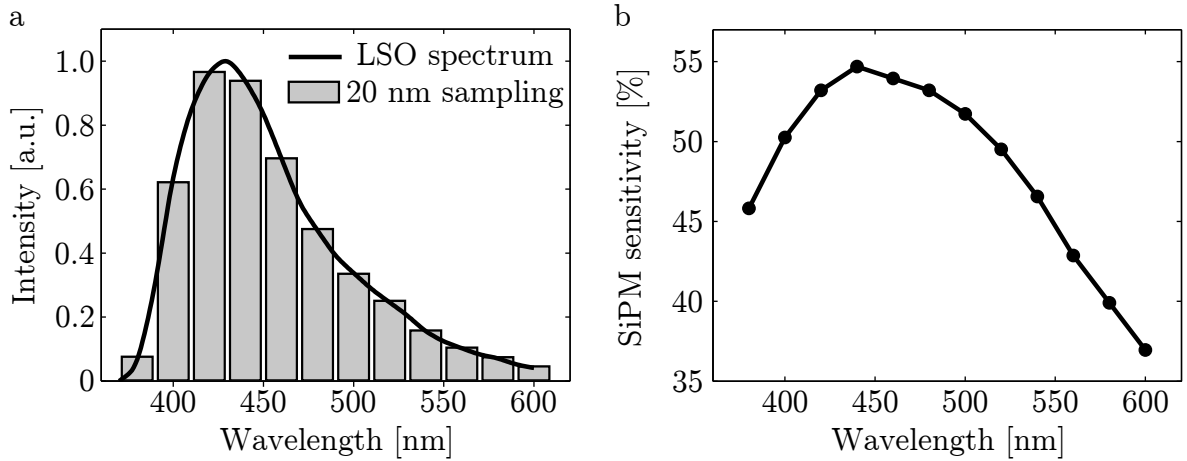 a
1.0
0.8
0.6
0.4
0.2
0
Intensity [a.u.]
LSO spectrum
20 nm sampling
400 450 500 550 600
Wavelength [nm]
b
55
50
45
40
35
SiPM sensitivity [%]
400 450 500 550 600
Wavelength [nm]